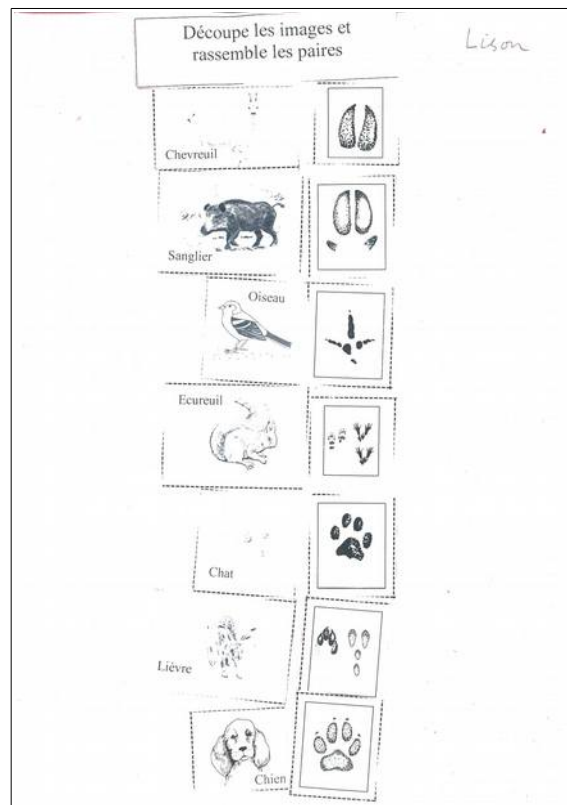 Découpe les images et
rassemble les paires
Lison
Chevreuil
Sanglier
Oiseau
Ecureuil
Chat
Lièvre
Chien